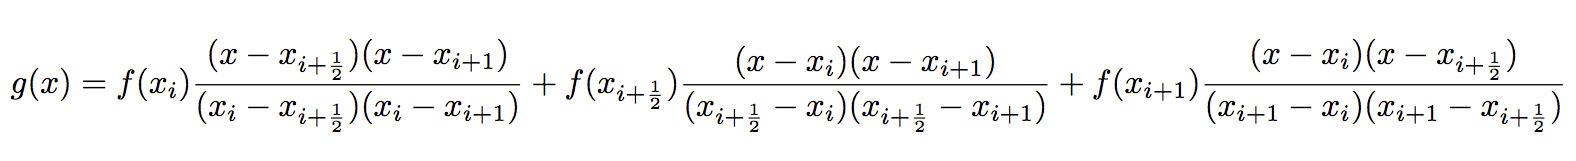 g(x) = f(x_i) \frac{(x - x_{i+\frac{1}{2}})(x - x_{i+1})}{(x_i - x_{i+\frac{1}{2}})(x_i - x_{i+1})} + f(x_{i+\frac{1}{2}}) \frac{(x - x_i)(x - x_{i+1})}{(x_{i+\frac{1}{2}} - x_i)(x_{i+\frac{1}{2}} - x_{i+1})} + f(x_{i+1}) \frac{(x - x_i)(x - x_{i+\frac{1}{2}})}{(x_{i+1} - x_i)(x_{i+1} - x_{i+\frac{1}{2}})}